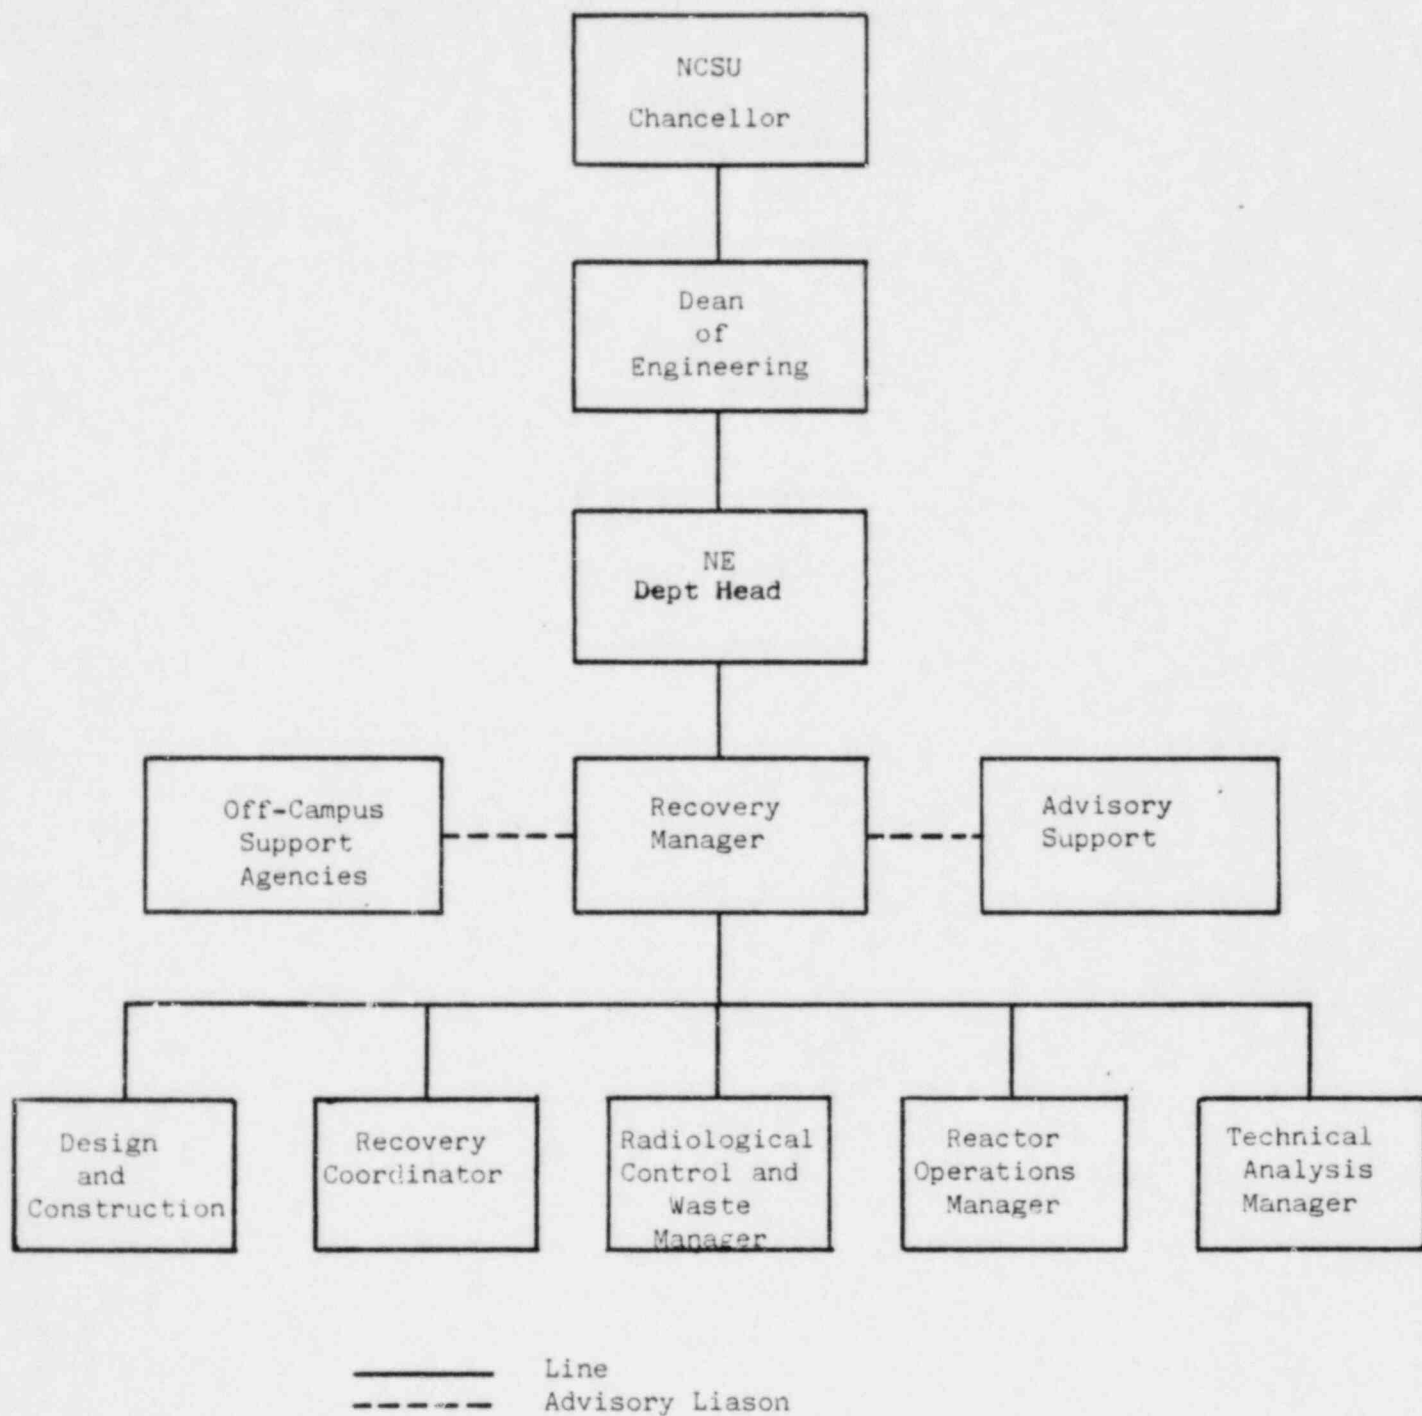 NCSU
Chancellor
Dean
of
Engineering
NE
Dept Head
Off-Campus
Support
Agencies
Recovery
Manager
Advisory
Support
Design
and
Construction
Recovery
Coordinator
Radiological
Control and
Waste
Manager
Reactor
Operations
Manager
Technical
Analysis
Manager
Line
Advisory Liason